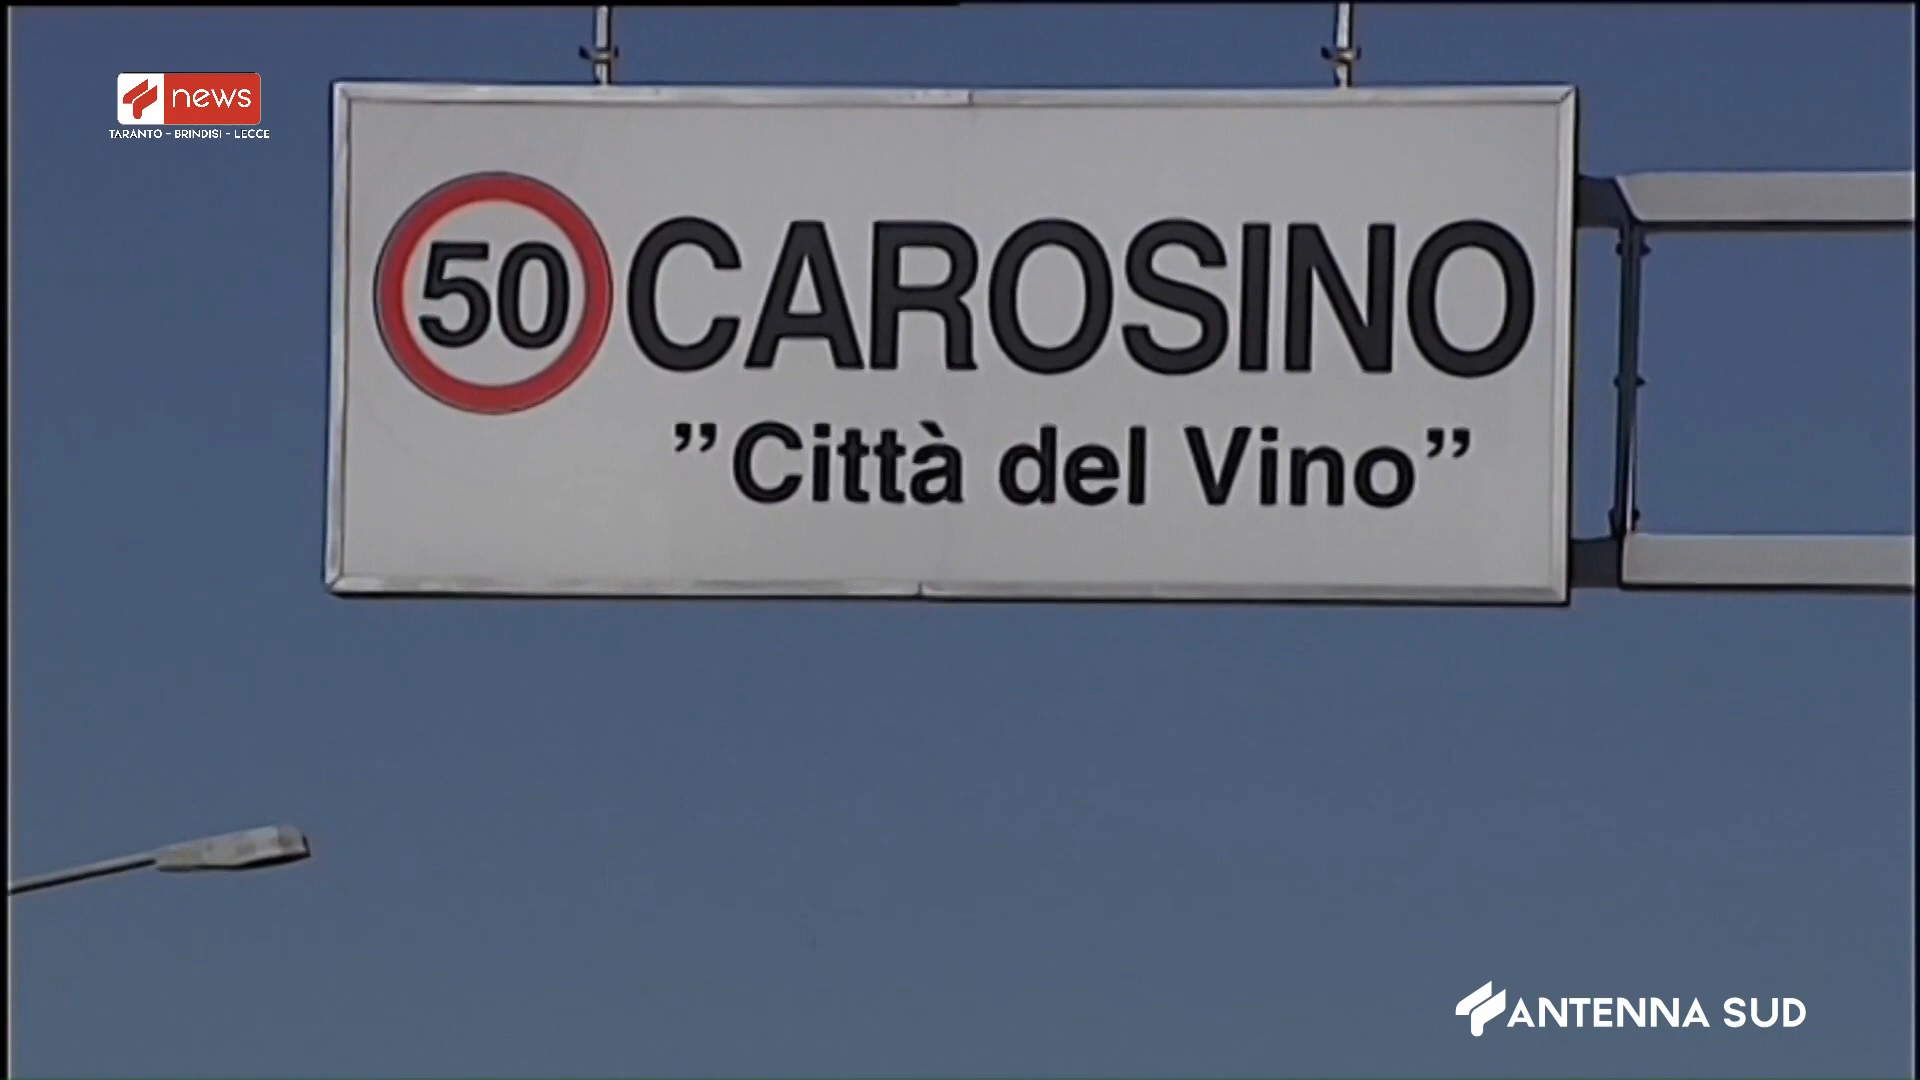 news
TARANTO - BRINDISI - LECCE
50 CAROSINO
”Città del Vino”
ANTENNA SUD